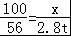 100/56 = x/2.8t